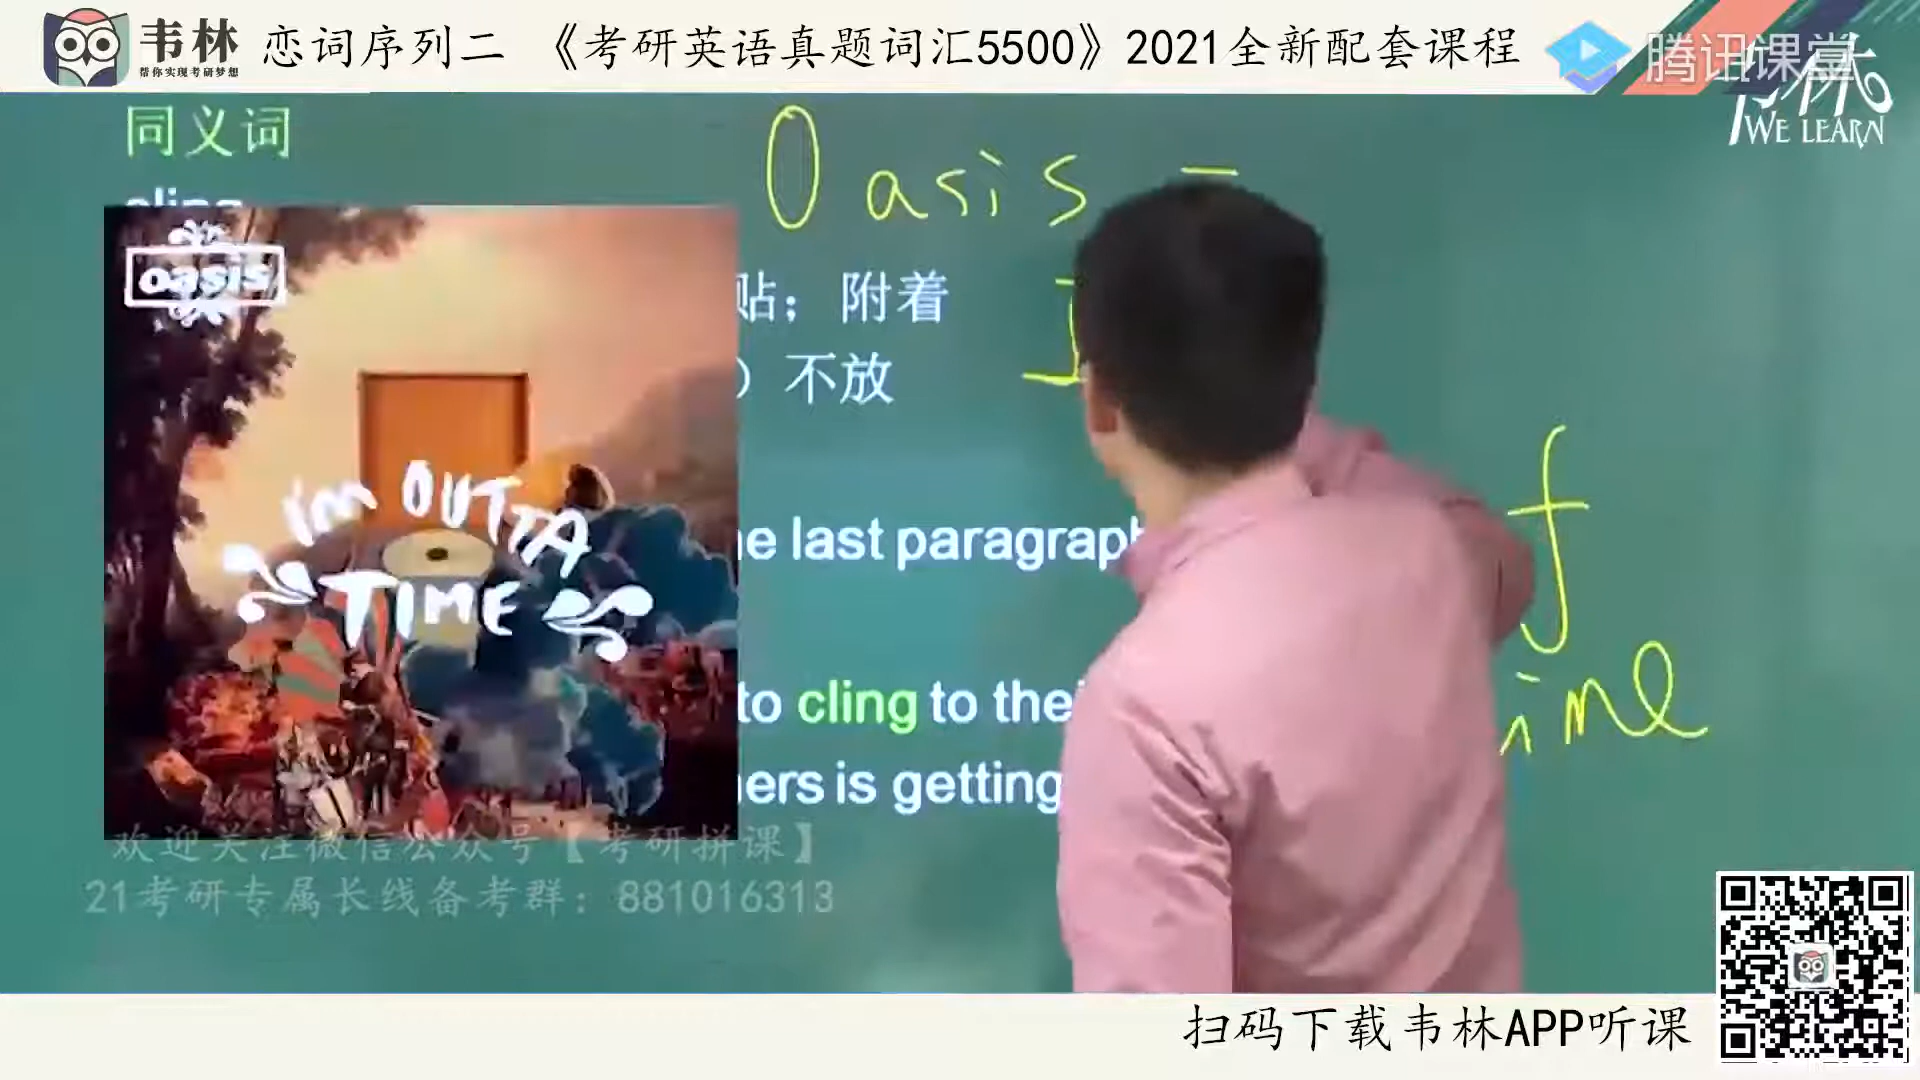 韦林
帮你实现考研梦想
恋词序列二 《考研英语真题词汇5500》2021全新配套课程
腾讯课堂
WE LEARN
同义词
cling
Oasis -
oasis
贴；附着
）不放
I'm OUTTA
TIME
f
ime
last paragraph
to cling to
is getting
欢迎关注微信公众号【考研拼课】
21考研专属长线备考群：881016313
扫码下载韦林APP听课